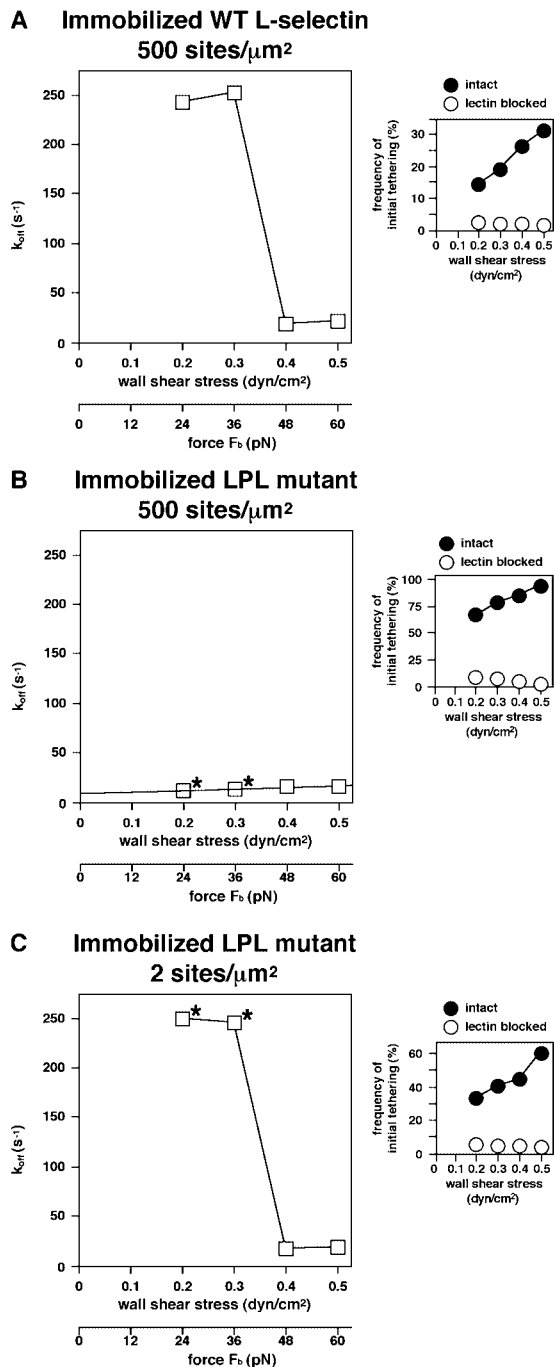 A Immobilized WT L-selectin
500 sites/μm²
k_off (s⁻¹)
250
200
150
100
50
0
0 0.1 0.2 0.3 0.4 0.5
wall shear stress (dyn/cm²)
0 12 24 36 48 60
force F_b (pN)
intact
lectin blocked
frequency of
initial tethering (%)
30
20
10
0
0 0.1 0.2 0.3 0.4 0.5
wall shear stress
(dyn/cm²)
B Immobilized LPL mutant
500 sites/μm²
k_off (s⁻¹)
250
200
150
100
50
0
* *
0 0.1 0.2 0.3 0.4 0.5
wall shear stress (dyn/cm²)
0 12 24 36 48 60
force F_b (pN)
intact
lectin blocked
frequency of
initial tethering (%)
100
75
25
0
0 0.1 0.2 0.3 0.4 0.5
wall shear stress
(dyn/cm²)
C Immobilized LPL mutant
2 sites/μm²
k_off (s⁻¹)
250
200
150
100
50
0
* *
0 0.1 0.2 0.3 0.4 0.5
wall shear stress (dyn/cm²)
0 12 24 36 48 60
force F_b (pN)
intact
lectin blocked
frequency of
initial tethering (%)
60
40
20
0
0 0.1 0.2 0.3 0.4 0.5
wall shear stress
(dyn/cm²)